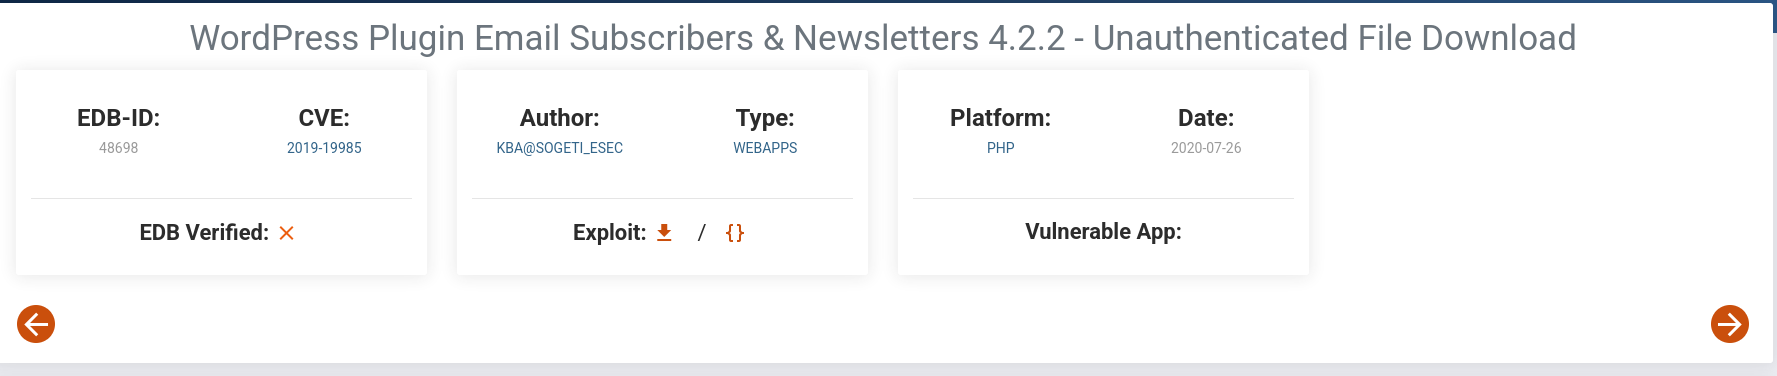 WordPress Plugin Email Subscribers & Newsletters 4.2.2 - Unauthenticated File Download
EDB-ID:
48698
CVE:
2019-19985
EDB Verified:
Author:
KBA@SOGETI_ESEC
Type:
WEBAPPS
Exploit: / {}
Platform:
PHP
Date:
2020-07-26
Vulnerable App: